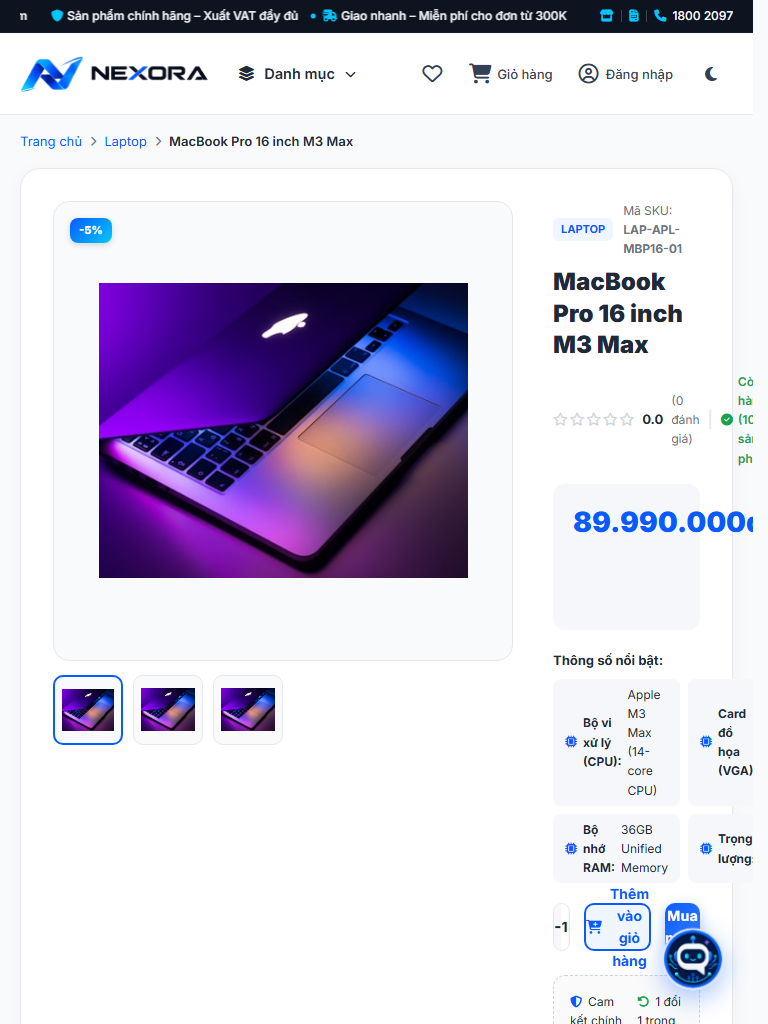 Sản phẩm chính hãng – Xuất VAT đầy đủ • Giao nhanh – Miễn phí cho đơn từ 300K
1800 2097
NEXORA
Danh mục
Giỏ hàng
Đăng nhập
Trang chủ > Laptop > MacBook Pro 16 inch M3 Max
-5%
LAPTOP
Mã SKU:
LAP-APL-
MBP16-01
MacBook
Pro 16 inch
M3 Max
0.0
(0
đánh
giá)
89.990.000
Thông số nổi bật:
Bộ vi
xử lý
(CPU):
Apple
M3
Max
(14-
core
CPU)
Card
đồ
họa
(VGA)
Bộ
nhớ
RAM:
36GB
Unified
Memory
Trọng
lượng:
-1
Thêm
vào
giỏ
hàng
Mua
Cam
kết chính
1 đổi
1 trong